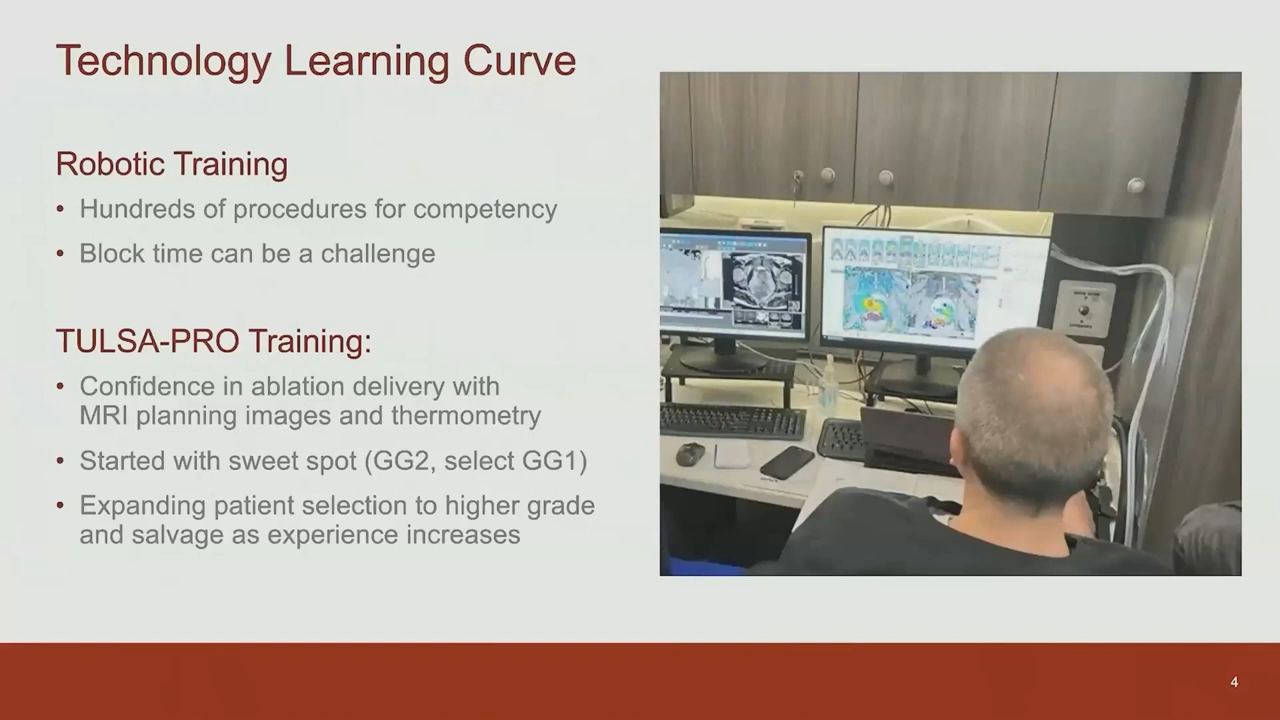 Technology Learning Curve
Robotic Training
• Hundreds of procedures for competency
• Block time can be a challenge
TULSA-PRO Training:
• Confidence in ablation delivery with
MRI planning images and thermometry
• Started with sweet spot (GG2, select GG1)
• Expanding patient selection to higher grade
and salvage as experience increases
4